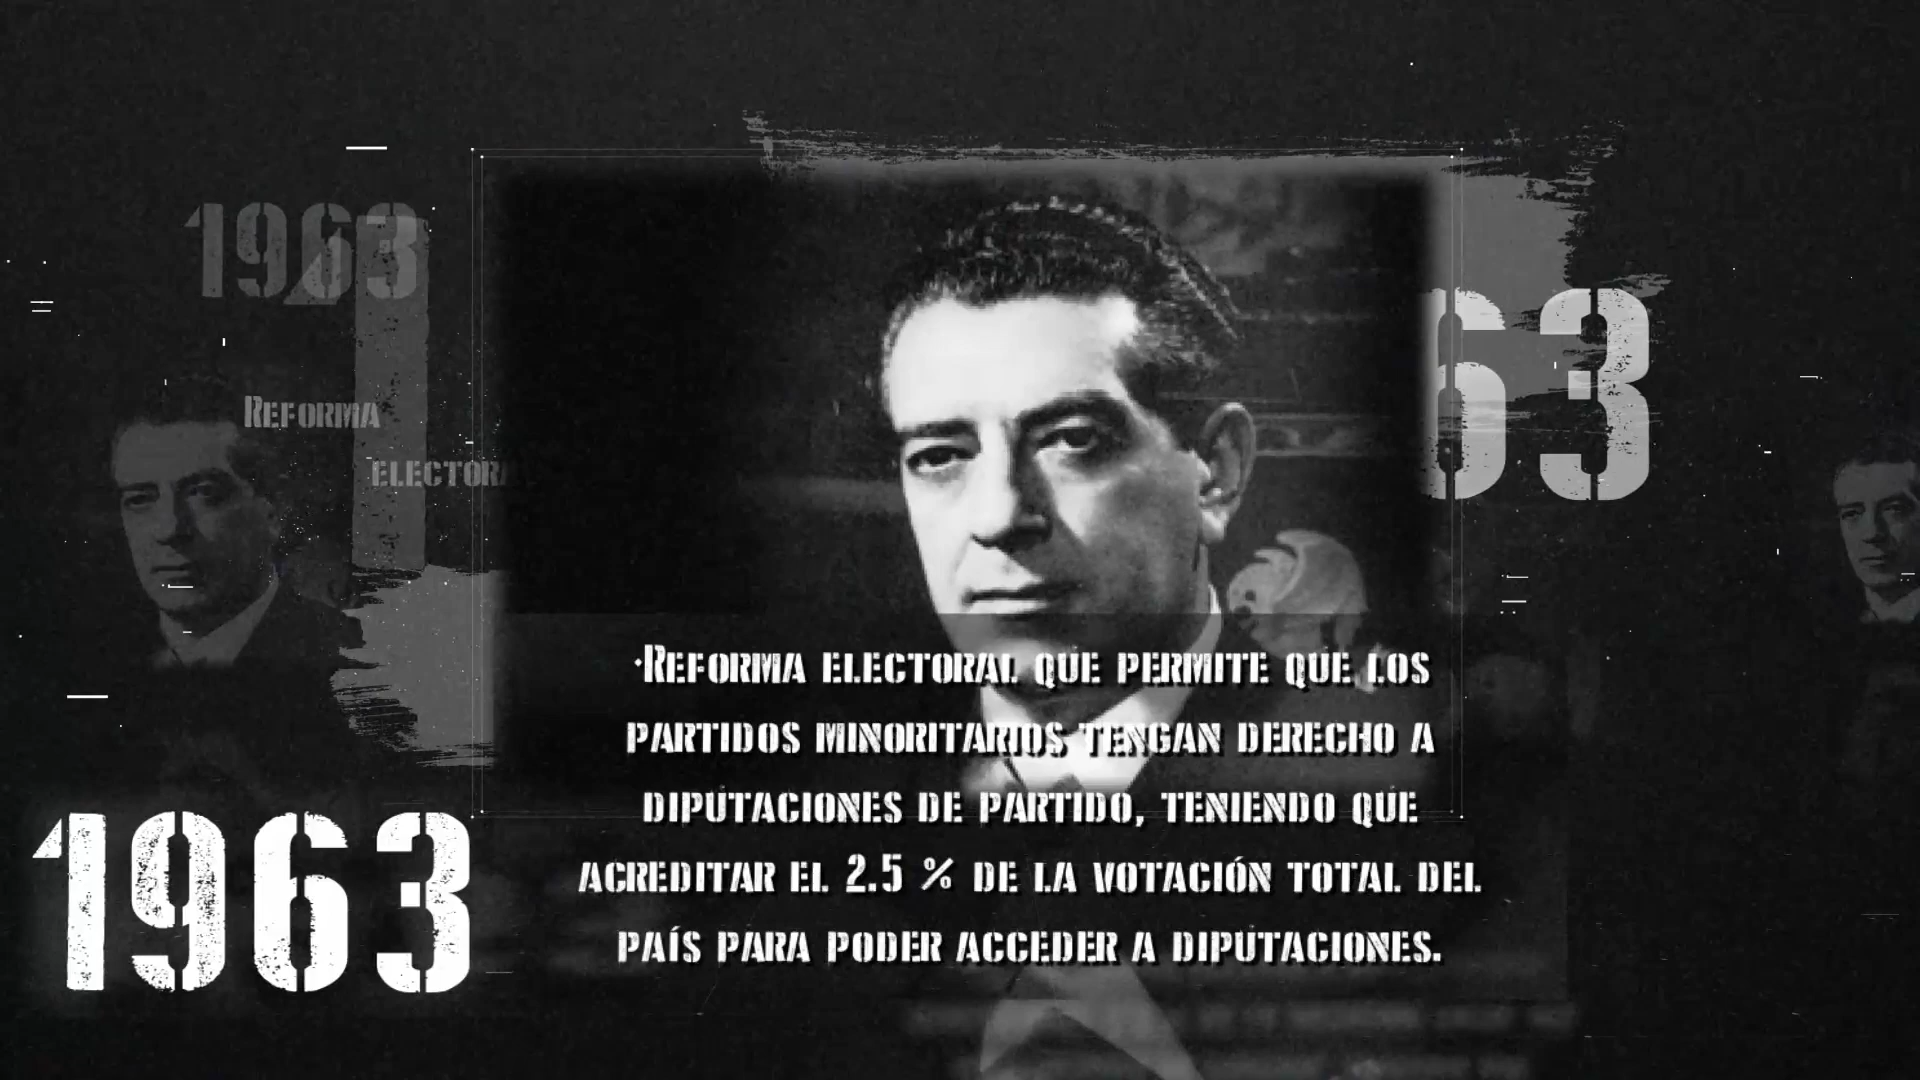 1963
Reforma
electora
63
·Reforma electoral que permite que los
partidos minoritarios tengan derecho a
diputaciones de partido, teniendo que
acreditar el 2.5 % de la votación total del
país para poder acceder a diputaciones.
1963